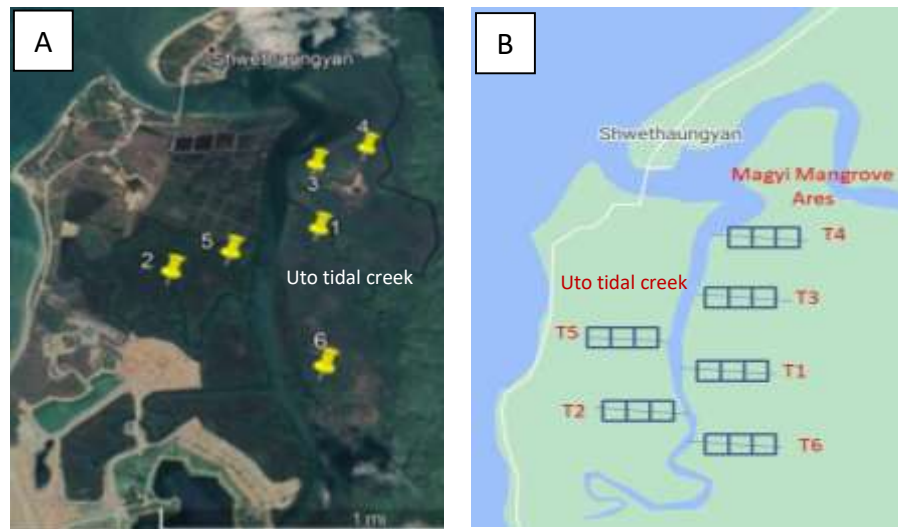 A
Shwethaungyan
4
3
1
5
2
Uto tidal creek
6
1 mi
B
Shwethaungyan
Magyi Mangrove
Ares
T4
Uto tidal creek
T3
T5
T1
T2
T6